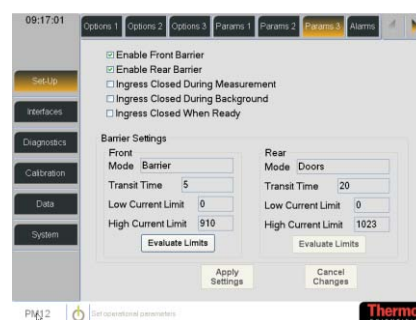 09:17:01
Options 1 Options 2 Options 3 Params 1 Params 2 Params 3 Alarms
Enable Front Barrier
Enable Rear Barrier
Ingress Closed During Measurement
Ingress Closed During Background
Ingress Closed When Ready
Set-Up
Interfaces
Diagnostics
Calibration
Data
System
Barrier Settings
Front
Mode Barrier
Transit Time 5
Low Current Limit 0
High Current Limit 910
Evaluate Limits
Rear
Mode Doors
Transit Time 20
Low Current Limit 0
High Current Limit 1023
Evaluate Limits
Apply
Settings
Cancel
Changes
PM12
Set operational parameters
Thermo